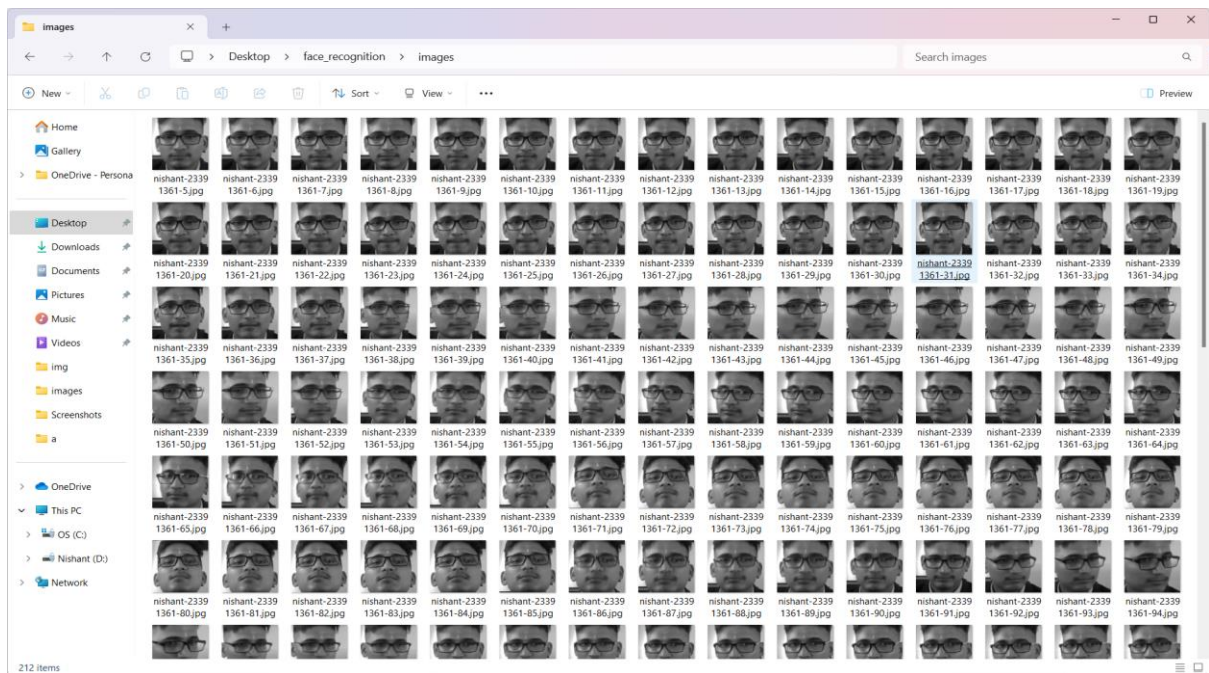 images
Desktop > face_recognition > images
Search images
New
Sort
View
Preview
Home
Gallery
OneDrive - Persona
Desktop
Downloads
Documents
Pictures
Music
Videos
img
images
Screenshots
a
OneDrive
This PC
OS (C:)
Nishant (D:)
Network
nishant-2339 nishant-2339 nishant-2339 nishant-2339 nishant-2339 nishant-2339 nishant-2339 nishant-2339 nishant-2339 nishant-2339 nishant-2339 nishant-2339 nishant-2339 nishant-2339 nishant-2339
1361-5.jpg 1361-6.jpg 1361-7.jpg 1361-8.jpg 1361-9.jpg 1361-10.jpg 1361-11.jpg 1361-12.jpg 1361-13.jpg 1361-14.jpg 1361-15.jpg 1361-16.jpg 1361-17.jpg 1361-18.jpg 1361-19.jpg
nishant-2339 nishant-2339 nishant-2339 nishant-2339 nishant-2339 nishant-2339 nishant-2339 nishant-2339 nishant-2339 nishant-2339 nishant-2339 nishant-2339 nishant-2339 nishant-2339 nishant-2339
1361-20.jpg 1361-21.jpg 1361-22.jpg 1361-23.jpg 1361-24.jpg 1361-25.jpg 1361-26.jpg 1361-27.jpg 1361-28.jpg 1361-29.jpg 1361-30.jpg 1361-31.jpg 1361-32.jpg 1361-33.jpg 1361-34.jpg
nishant-2339 nishant-2339 nishant-2339 nishant-2339 nishant-2339 nishant-2339 nishant-2339 nishant-2339 nishant-2339 nishant-2339 nishant-2339 nishant-2339 nishant-2339 nishant-2339 nishant-2339
1361-35.jpg 1361-36.jpg 1361-37.jpg 1361-38.jpg 1361-39.jpg 1361-40.jpg 1361-41.jpg 1361-42.jpg 1361-43.jpg 1361-44.jpg 1361-45.jpg 1361-46.jpg 1361-47.jpg 1361-48.jpg 1361-49.jpg
nishant-2339 nishant-2339 nishant-2339 nishant-2339 nishant-2339 nishant-2339 nishant-2339 nishant-2339 nishant-2339 nishant-2339 nishant-2339 nishant-2339 nishant-2339 nishant-2339 nishant-2339
1361-50.jpg 1361-51.jpg 1361-52.jpg 1361-53.jpg 1361-54.jpg 1361-55.jpg 1361-56.jpg 1361-57.jpg 1361-58.jpg 1361-59.jpg 1361-60.jpg 1361-61.jpg 1361-62.jpg 1361-63.jpg 1361-64.jpg
nishant-2339 nishant-2339 nishant-2339 nishant-2339 nishant-2339 nishant-2339 nishant-2339 nishant-2339 nishant-2339 nishant-2339 nishant-2339 nishant-2339 nishant-2339 nishant-2339 nishant-2339
1361-65.jpg 1361-66.jpg 1361-67.jpg 1361-68.jpg 1361-69.jpg 1361-70.jpg 1361-71.jpg 1361-72.jpg 1361-73.jpg 1361-74.jpg 1361-75.jpg 1361-76.jpg 1361-77.jpg 1361-78.jpg 1361-79.jpg
nishant-2339 nishant-2339 nishant-2339 nishant-2339 nishant-2339 nishant-2339 nishant-2339 nishant-2339 nishant-2339 nishant-2339 nishant-2339 nishant-2339 nishant-2339 nishant-2339 nishant-2339
1361-80.jpg 1361-81.jpg 1361-82.jpg 1361-83.jpg 1361-84.jpg 1361-85.jpg 1361-86.jpg 1361-87.jpg 1361-88.jpg 1361-89.jpg 1361-90.jpg 1361-91.jpg 1361-92.jpg 1361-93.jpg 1361-94.jpg
212 items